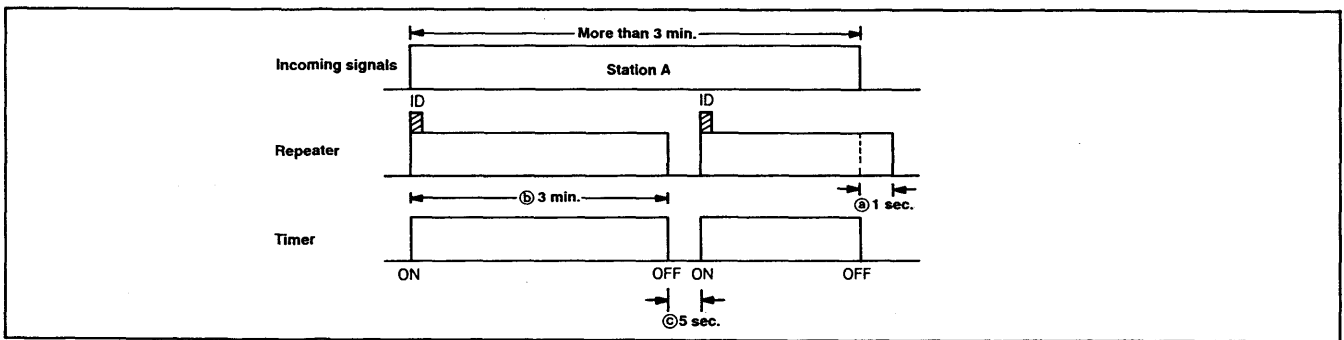 More than 3 min.
Incoming signals
Station A
ID ID
Repeater
ⓐ 1 sec.
ⓑ 3 min.
Timer
ON OFF ON OFF
ⓒ 5 sec.